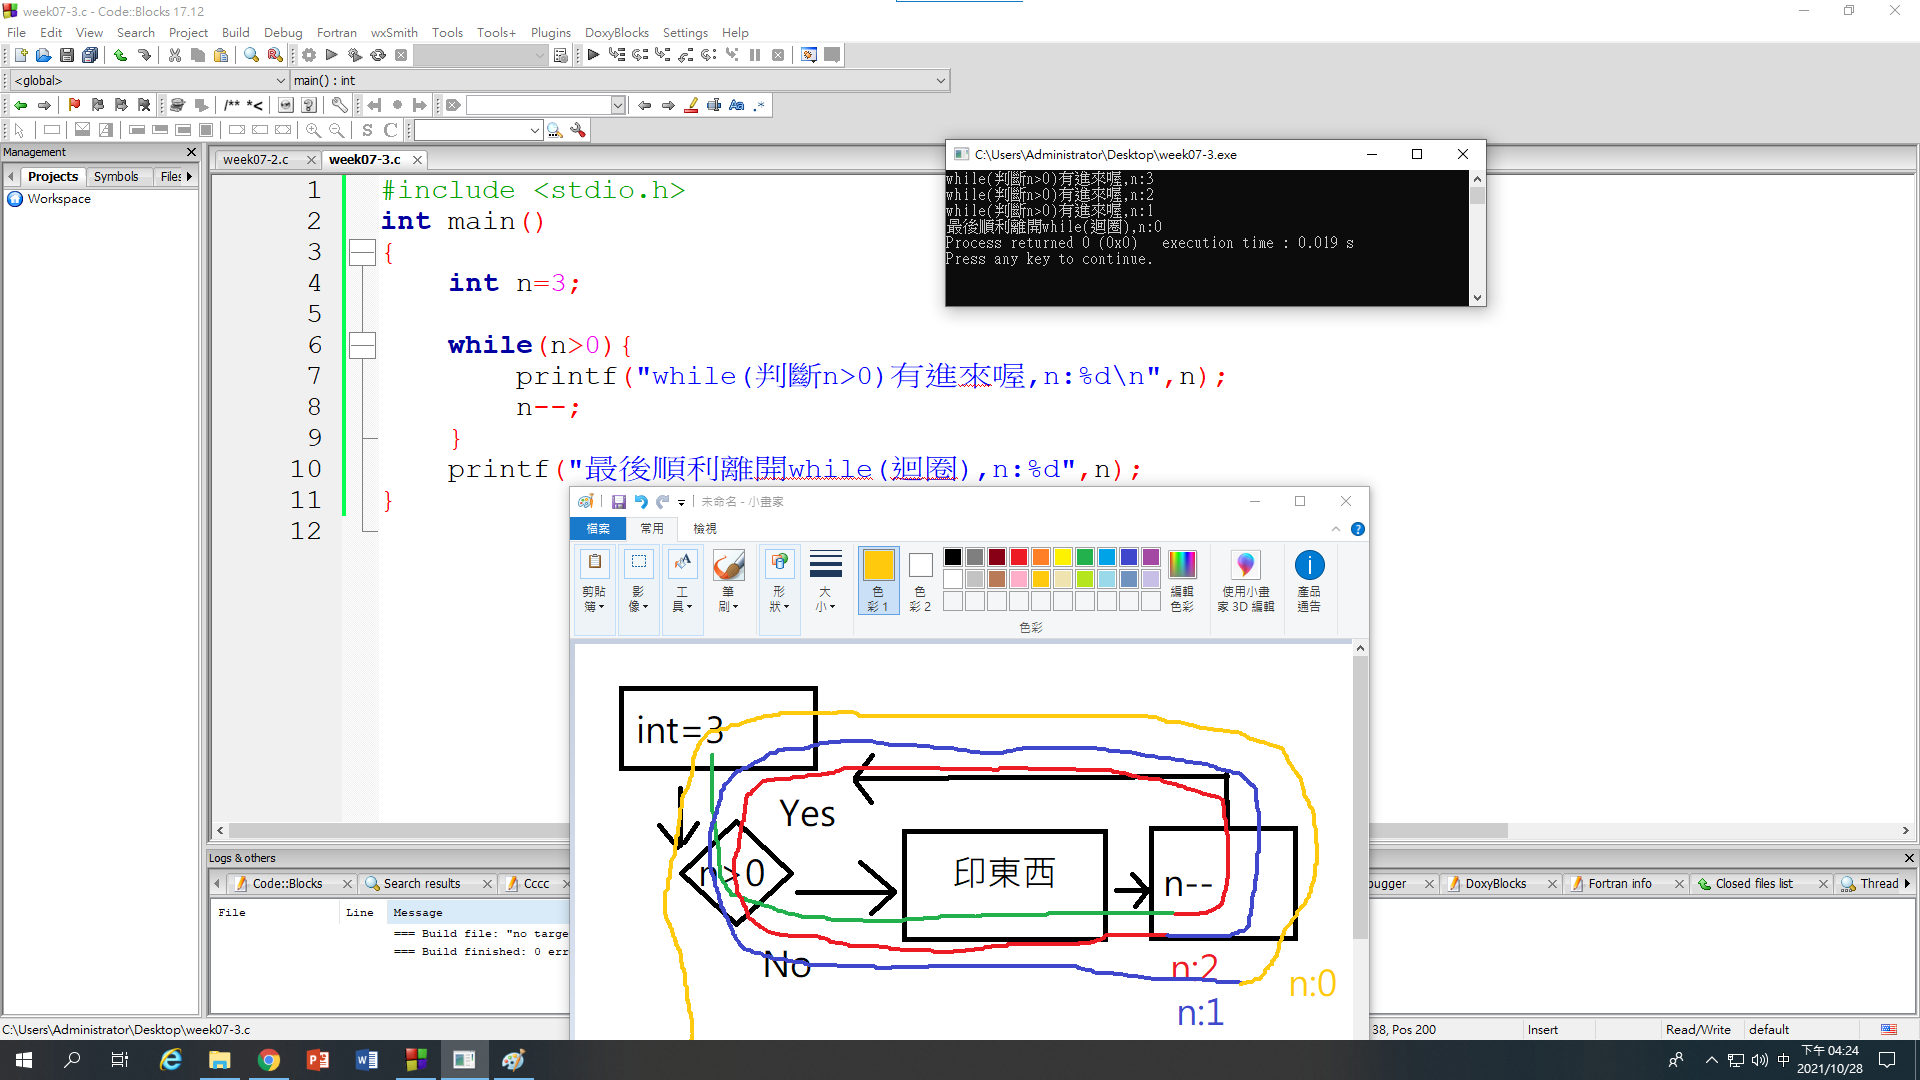 week07-3.c - Code::Blocks 17.12
File Edit View Search Project Build Debug Fortran wxSmith Tools Tools+ Plugins DoxyBlocks Settings Help
<global> main() : int
/** *<
S C
Management
Projects Symbols Files
Workspace
week07-2.c week07-3.c
1 #include <stdio.h>
2 int main()
3 {
4 int n=3;
5
6 while(n>0){
7 printf("while(判斷n>0)有進來喔,n:%d\n",n);
8 n--;
9 }
10 printf("最後順利離開while(迴圈),n:%d",n);
11 }
12
C:\Users\Administrator\Desktop\week07-3.exe
while(判斷n>0)有進來喔,n:3
while(判斷n>0)有進來喔,n:2
while(判斷n>0)有進來喔,n:1
最後順利離開while(迴圈),n:0
Process returned 0 (0x0) execution time : 0.019 s
Press any key to continue.
未命名 - 小畫家
檔案 常用 檢視
剪貼簿 影像 工具 筆刷 形狀 大小 色彩 1 色彩 2 編輯色彩 使用小畫家 3D 編輯 產品通告
色彩
int=3
Yes
n>0
印東西
n--
No
n:2
n:0
n:1
Logs & others
Code::Blocks Search results Cccc bugger DoxyBlocks Fortran info Closed files list Thread
File Line Message
=== Build file: "no targe
=== Build finished: 0 err
C:\Users\Administrator\Desktop\week07-3.c 38, Pos 200 Insert Read/Write default
中 下午 04:24
2021/10/28